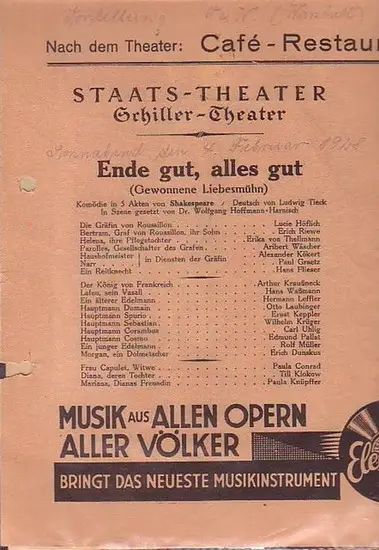 Vorstellung
Nach dem Theater: Café-Restau
STAATS-THEATER
Schiller-Theater
Sonnabend den 4. Februar 1928
Ende gut, alles gut
(Gewonnene Liebesmühn)
Komödie in 5 Akten von Shakespeare / Deutsch von Ludwig Tieck
In Szene gesetzt von Dr. Wolfgang Hoffmann-Harnisch
Die Gräfin von Roussillon . . . Lucie Höflich
Bertram, Graf von Roussillon, ihr Sohn . . . Erich Riewe
Helena, ihre Pflegetochter . . . Erika von Thellmann
Parolles, Gesellschafter des Grafen . . . Aribert Wäscher
Haushofmeister } in Diensten der Gräfin . . . Alexander Kökert
Narr . . . Paul Graetz
Ein Reitknecht . . . Hans Flieser
Der König von Frankreich . . . Arthur Kraußneck
Lafeu, sein Vasall . . . Hans Waßmann
Ein älterer Edelmann . . . Hermann Leffler
Hauptmann Dumain . . . Otto Laubinger
Hauptmann Spurio . . . Ernst Keppler
Hauptmann Sebastian . . . Wilhelm Krüger
Hauptmann Corambus . . . Carl Uhlig
Hauptmann Cosmo . . . Edmund Pallat
Ein junger Edelmann . . . Rolf Müller
Morgan, ein Dolmetscher . . . Erich Dunskus
Frau Capulet, Witwe . . . Paula Conrad
Diana, deren Tochter . . . Till Klokow
Mariana, Dianas Freundin . . . Paula Knüpffer
MUSIK AUS ALLEN OPERN
ALLER VÖLKER
BRINGT DAS NEUESTE MUSIKINSTRUMENT
Ele